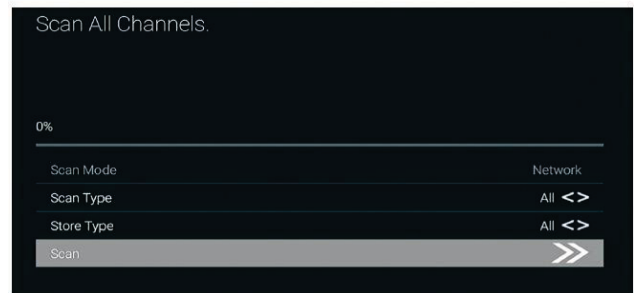 Scan All Channels.
0%
Scan Mode Network
Scan Type All <>
Store Type All <>
Scan